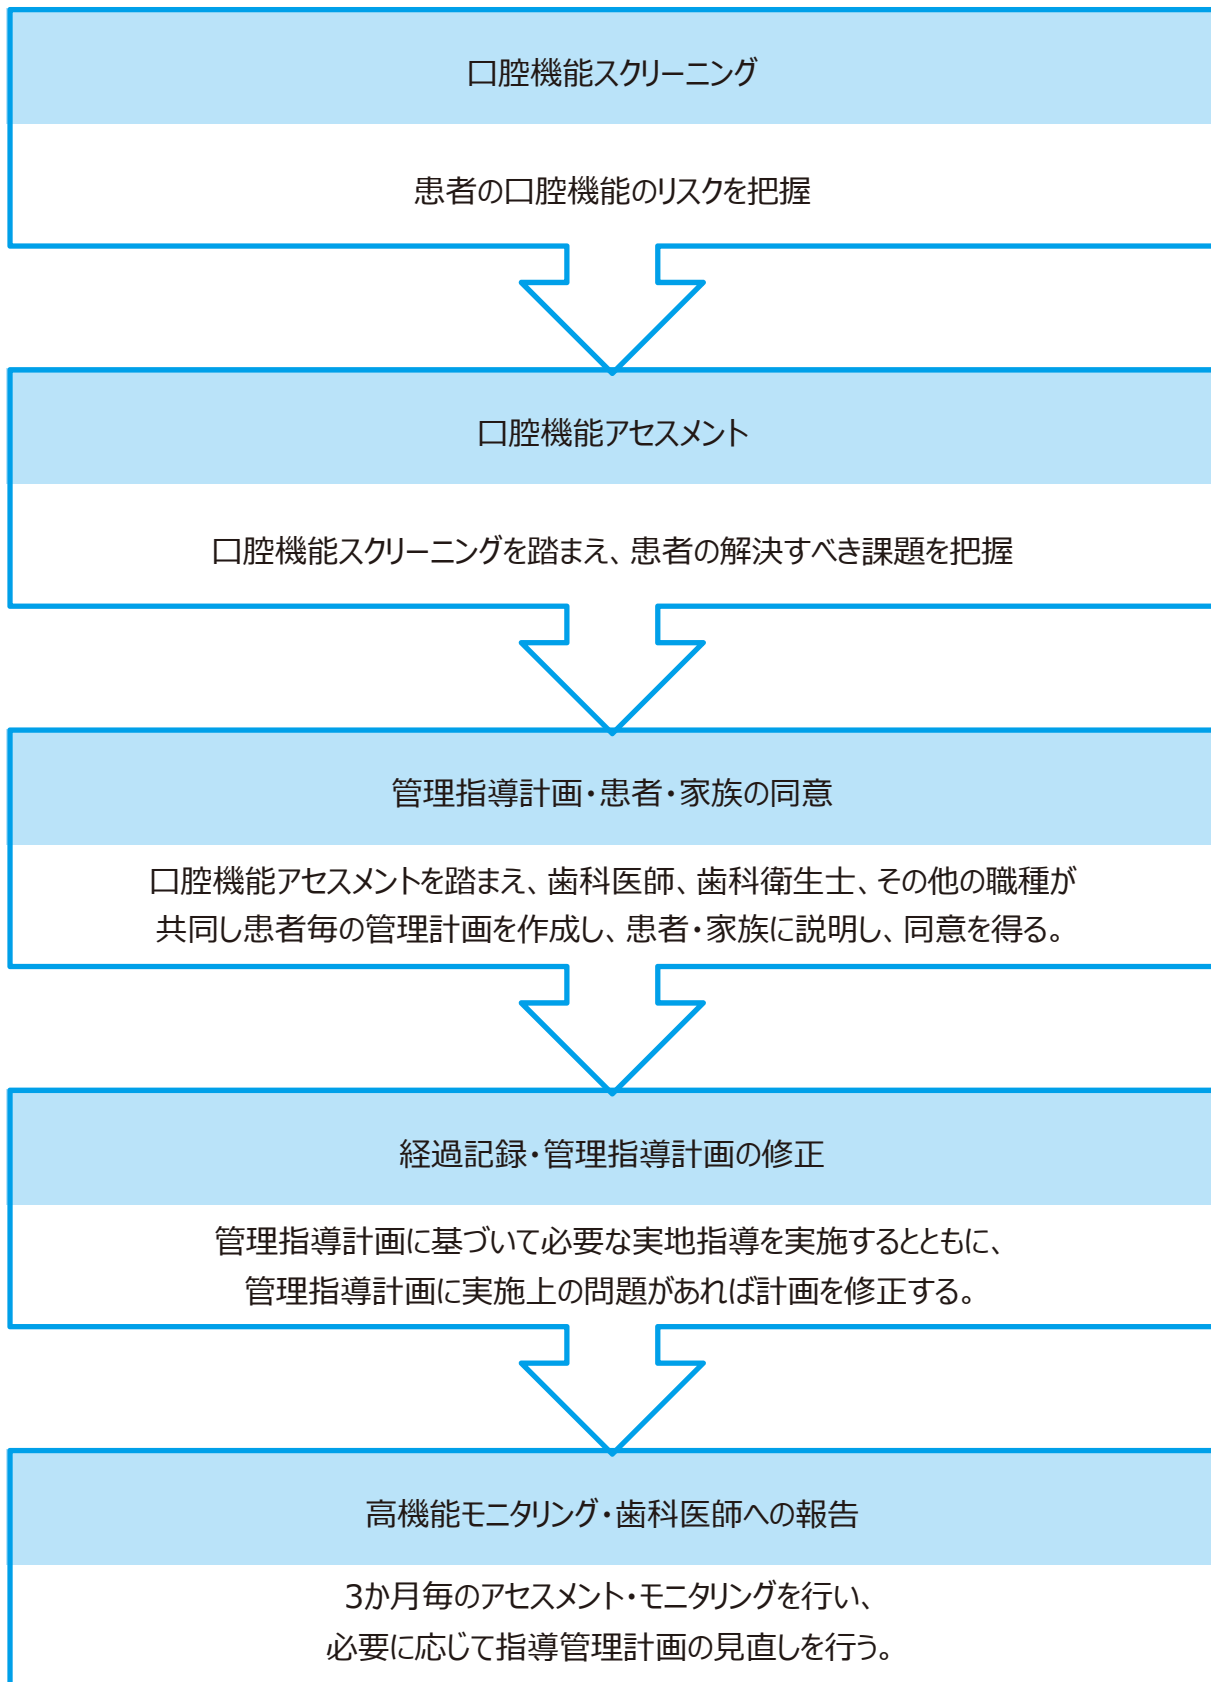 口腔機能スクリーニング
患者の口腔機能のリスクを把握
口腔機能アセスメント
口腔機能スクリーニングを踏まえ、患者の解決すべき課題を把握
管理指導計画・患者・家族の同意
口腔機能アセスメントを踏まえ、歯科医師、歯科衛生士、その他の職種が
共同し患者毎の管理計画を作成し、患者・家族に説明し、同意を得る。
経過記録・管理指導計画の修正
管理指導計画に基づいて必要な実地指導を実施するとともに、
管理指導計画に実施上の問題があれば計画を修正する。
高機能モニタリング・歯科医師への報告
3か月毎のアセスメント・モニタリングを行い、
必要に応じて指導管理計画の見直しを行う。